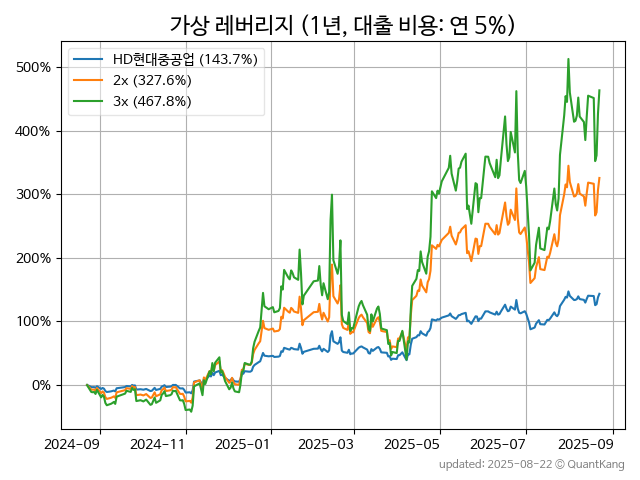 가상 레버리지 (1년, 대출 비용: 연 5%)
HD현대중공업 (143.7%)
2x (327.6%)
3x (467.8%)
500%
400%
300%
200%
100%
0%
2024-09
2024-11
2025-01
2025-03
2025-05
2025-07
2025-09
updated: 2025-08-22 © QuantKang